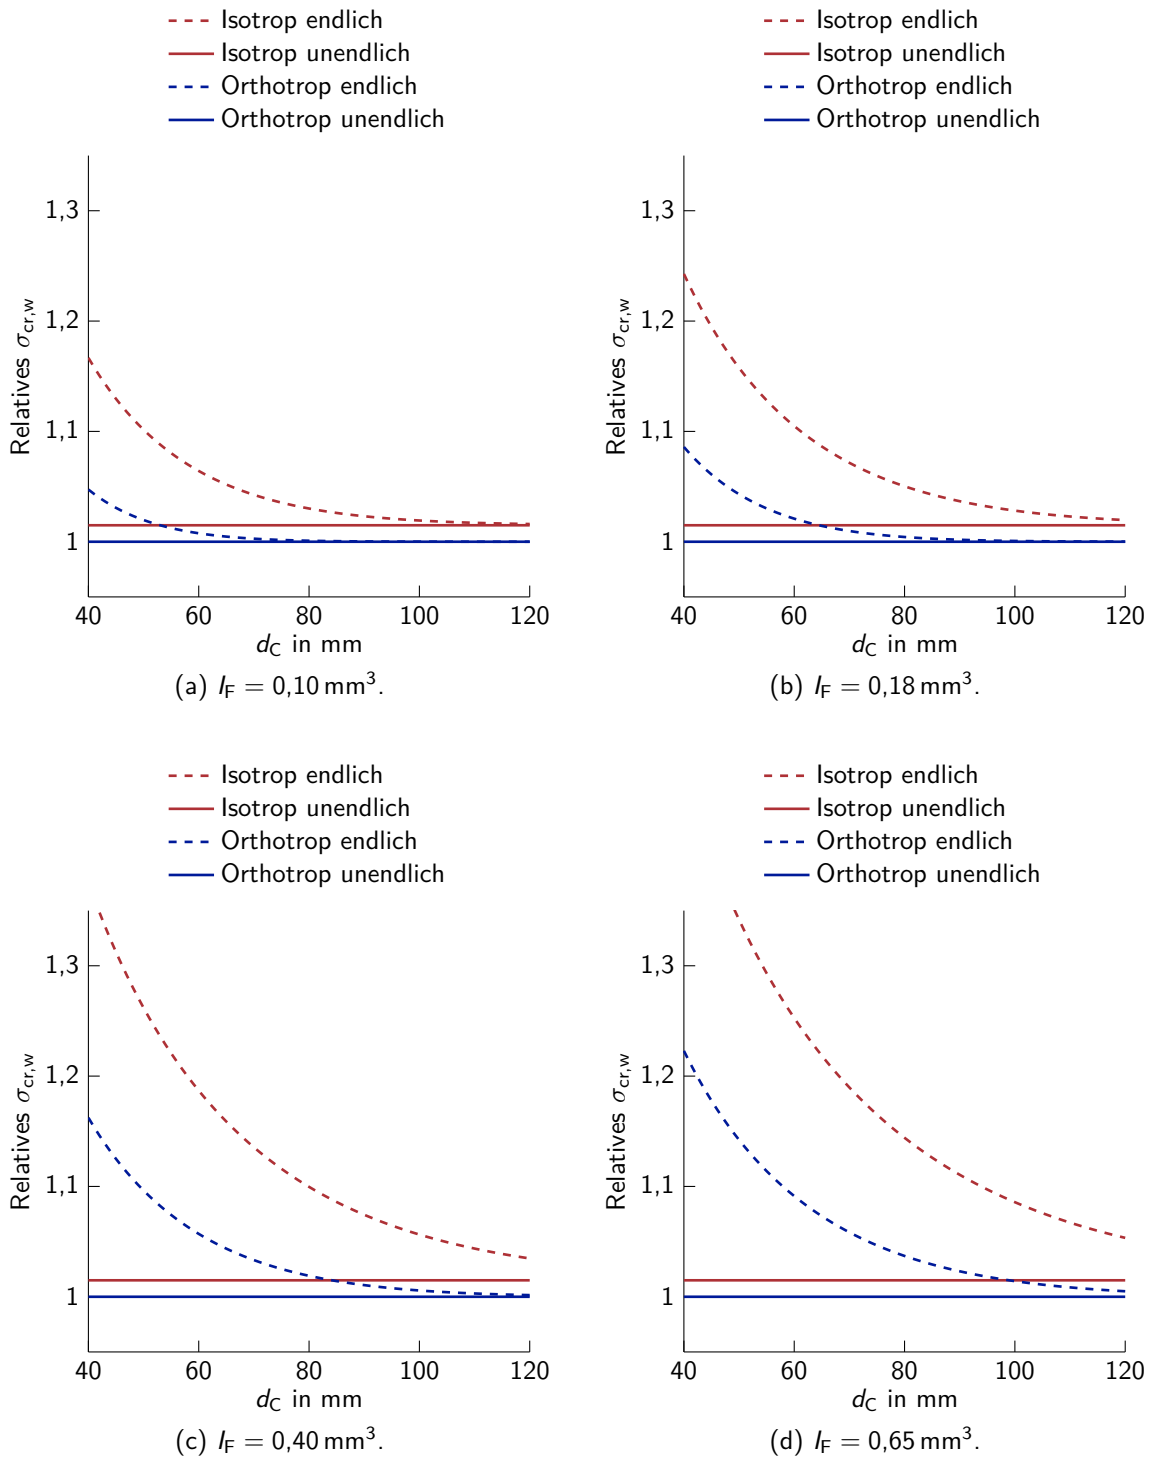 Isotrop endlich
Isotrop unendlich
Orthotrop endlich
Orthotrop unendlich
1,3
1,2
1,1
1
Relatives σcr,w
40 60 80 100 120
dC in mm
(a) IF = 0,10 mm³.
Isotrop endlich
Isotrop unendlich
Orthotrop endlich
Orthotrop unendlich
1,3
1,2
1,1
1
Relatives σcr,w
40 60 80 100 120
dC in mm
(b) IF = 0,18 mm³.
Isotrop endlich
Isotrop unendlich
Orthotrop endlich
Orthotrop unendlich
1,3
1,2
1,1
1
Relatives σcr,w
40 60 80 100 120
dC in mm
(c) IF = 0,40 mm³.
Isotrop endlich
Isotrop unendlich
Orthotrop endlich
Orthotrop unendlich
1,3
1,2
1,1
1
Relatives σcr,w
40 60 80 100 120
dC in mm
(d) IF = 0,65 mm³.